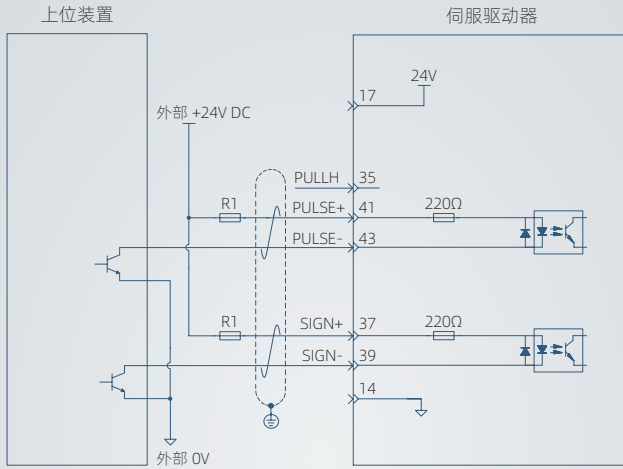 上位装置
伺服驱动器
24V
17
外部 +24V DC
PULLH 35
R1 PULSE+ 41 220Ω
PULSE- 43
R1 SIGN+ 37 220Ω
SIGN- 39
14
外部 0V